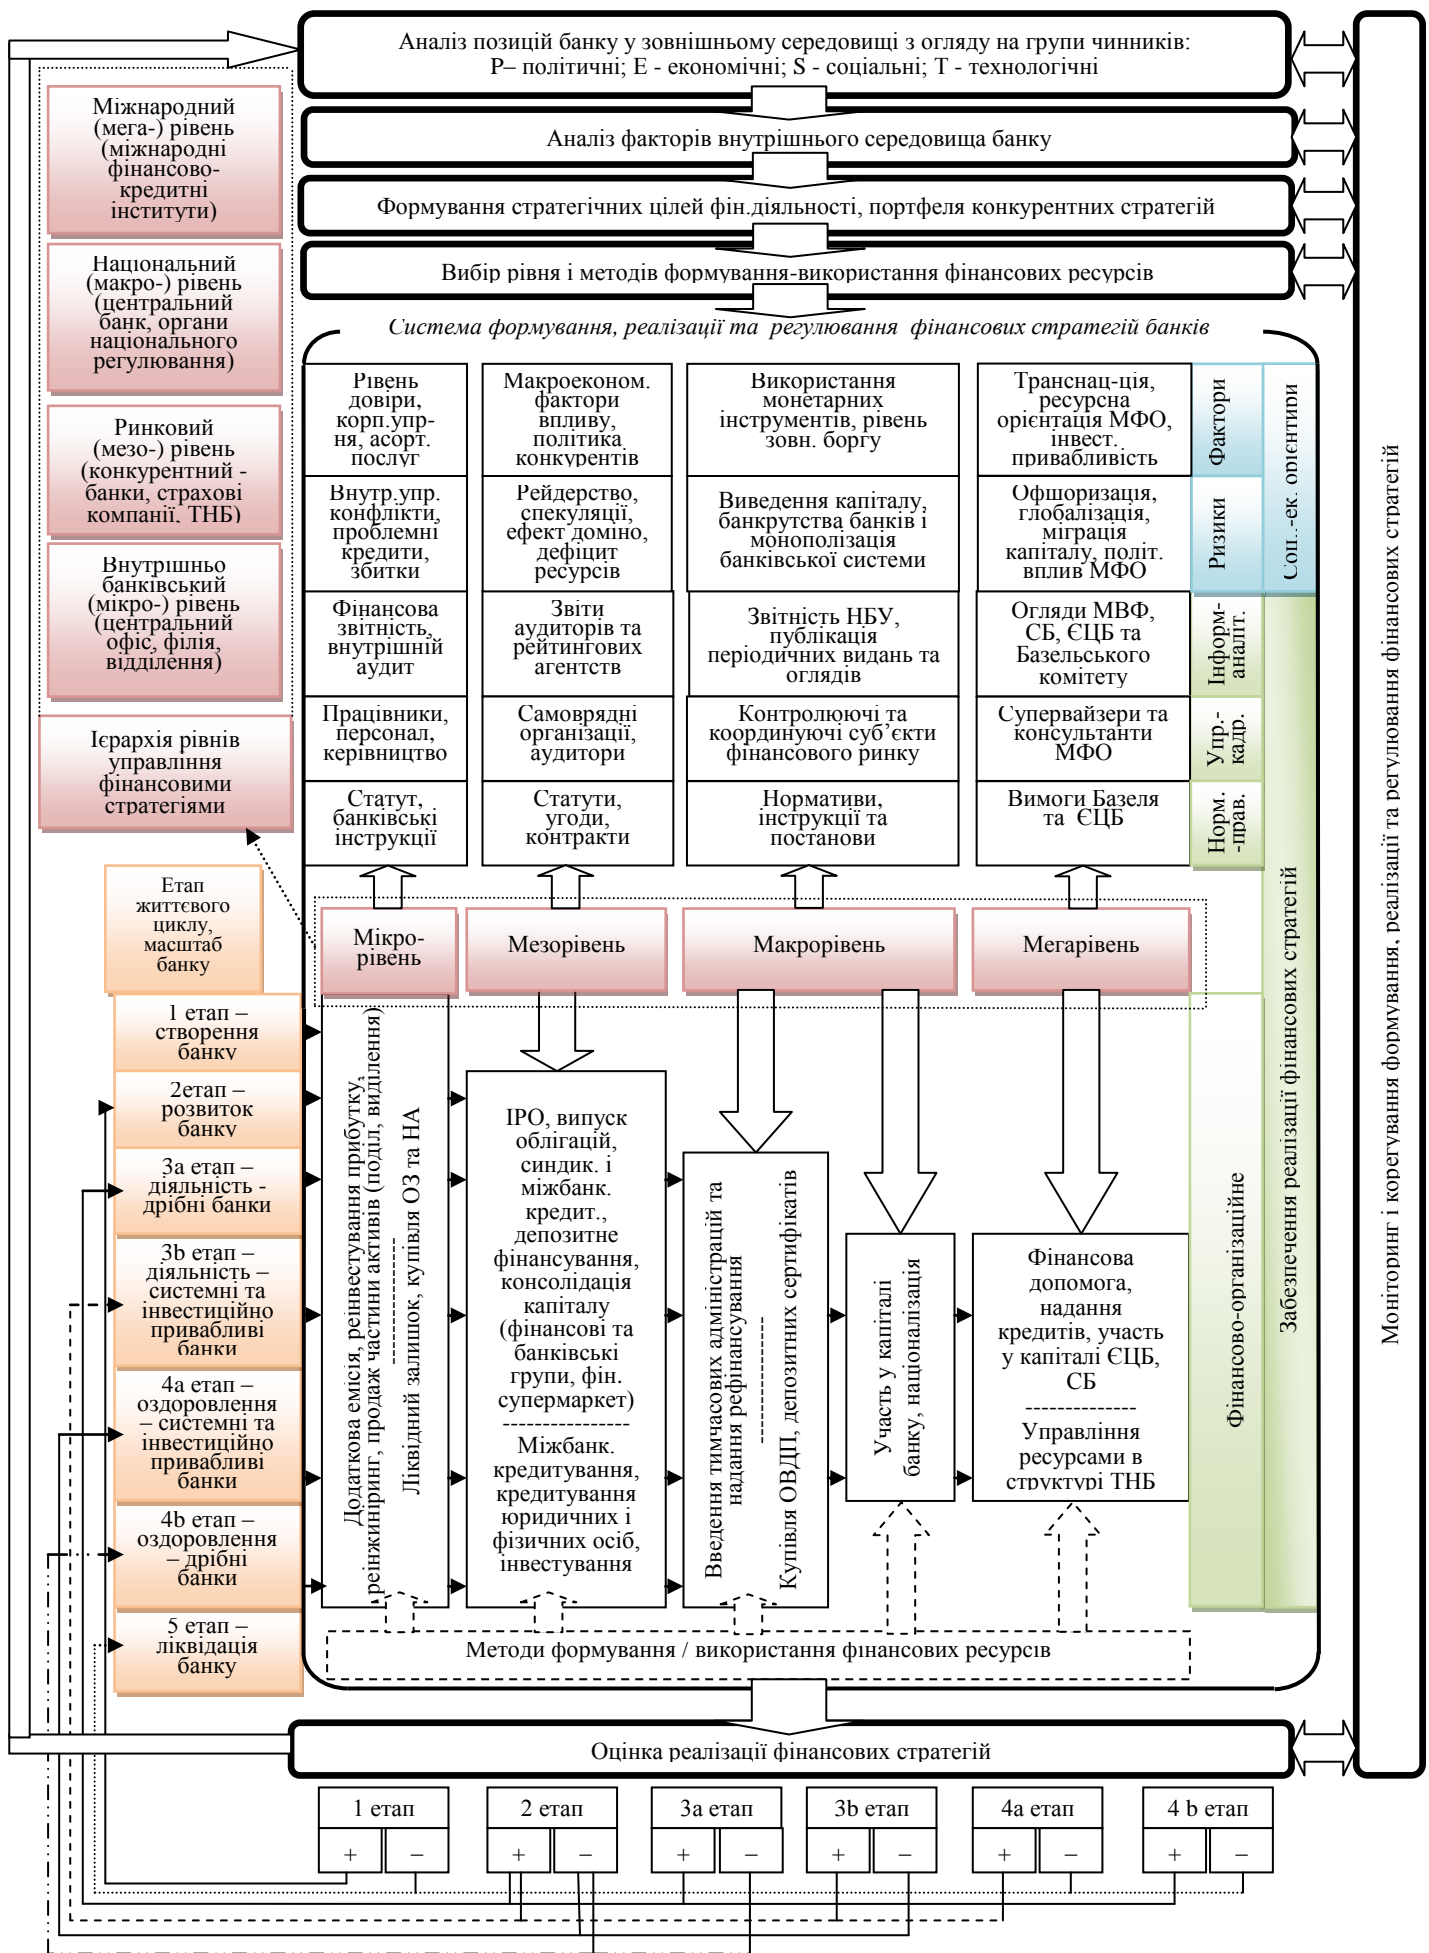 Аналіз позицій банку у зовнішньому середовищі з огляду на групи чинників:
P– політичні; E - економічні; S - соціальні; T - технологічні
Аналіз факторів внутрішнього середовища банку
Формування стратегічних цілей фін.діяльності, портфеля конкурентних стратегій
Вибір рівня і методів формування-використання фінансових ресурсів
Міжнародний
(мега-) рівень
(міжнародні
фінансово-
кредитні
інститути)
Національний
(макро-) рівень
(центральний
банк, органи
національного
регулювання)
Ринковий
(мезо-) рівень
(конкурентний -
банки, страхові
компанії, ТНБ)
Внутрішньо
банківський
(мікро-) рівень
(центральний
офіс, філія,
відділення)
Ієрархія рівнів
управління
фінансовими
стратегіями
Система формування, реалізації та регулювання фінансових стратегій банків
Рівень
довіри,
корп.упр-
ня, асорт.
послуг
Макроеконом.
фактори
впливу,
політика
конкурентів
Використання
монетарних
інструментів, рівень
зовн. боргу
Транснац-ція,
ресурсна
орієнтація МФО,
інвест.
привабливість
Фактори
Внутр.упр.
конфлікти,
проблемні
кредити,
збитки
Рейдерство,
спекуляції,
ефект доміно,
дефіцит
ресурсів
Виведення капіталу,
банкрутства банків і
монополізація
банківської системи
Офшоризація,
глобалізація,
міграція
капіталу, політ.
вплив МФО
Ризики
Соц..-ек. орієнтири
Фінансова
звітність,
внутрішній
аудит
Звіти
аудиторів та
рейтингових
агентств
Звітність НБУ,
публікація
періодичних видань та
оглядів
Огляди МВФ,
СБ, ЄЦБ та
Базельського
комітету
Інформ-
аналіт.
Працівники,
персонал,
керівництво
Самоврядні
організації,
аудитори
Контролюючі та
координуючі суб’єкти
фінансового ринку
Супервайзери та
консультанти
МФО
Упр.-
кадр.
Статут,
банківські
інструкції
Статути,
угоди,
контракти
Нормативи,
інструкції та
постанови
Вимоги Базеля
та ЄЦБ
Норм.
-прав.
Мікро-
рівень
Мезорівень
Макрорівень
Мегарівень
Етап
життєвого
циклу,
масштаб
банку
1 етап –
створення
банку
2етап –
розвиток
банку
3а етап –
діяльність -
дрібні банки
3b етап –
діяльність –
системні та
інвестиційно
привабливі
банки
4а етап –
оздоровлення
– системні та
інвестиційно
привабливі
банки
4b етап –
оздоровлення
– дрібні
банки
5 етап –
ліквідація
банку
Додаткова емісія, реінвестування прибутку,
реінжиніринг, продаж частини активів (поділ, виділення)
----------
Ліквідний залишок, купівля ОЗ та НА
IPO, випуск
облігацій,
синдик. і
міжбанк.
кредит.,
депозитне
фінансування,
консолідація
капіталу
(фінансові та
банківські
групи, фін.
супермаркет)
----------------
Міжбанк.
кредитування,
кредитування
юридичних і
фізичних осіб,
інвестування
Введення тимчасових адміністрацій та
надання рефінансування
----------------
Купівля ОВДП, депозитних сертифікатів
Участь у капіталі
банку, націоналізація
Фінансова
допомога,
надання
кредитів, участь
у капіталі ЄЦБ,
СБ
--------------
Управління
ресурсами в
структурі ТНБ
Фінансово-організаційне
Забезпечення реалізації фінансових стратегій
Моніторинг і корегування формування, реалізації та регулювання фінансових стратегій
Методи формування / використання фінансових ресурсів
Оцінка реалізації фінансових стратегій
1 етап
2 етап
3а етап
3b етап
4а етап
4 b етап
+ –
+ –
+ –
+ –
+ –
+ –